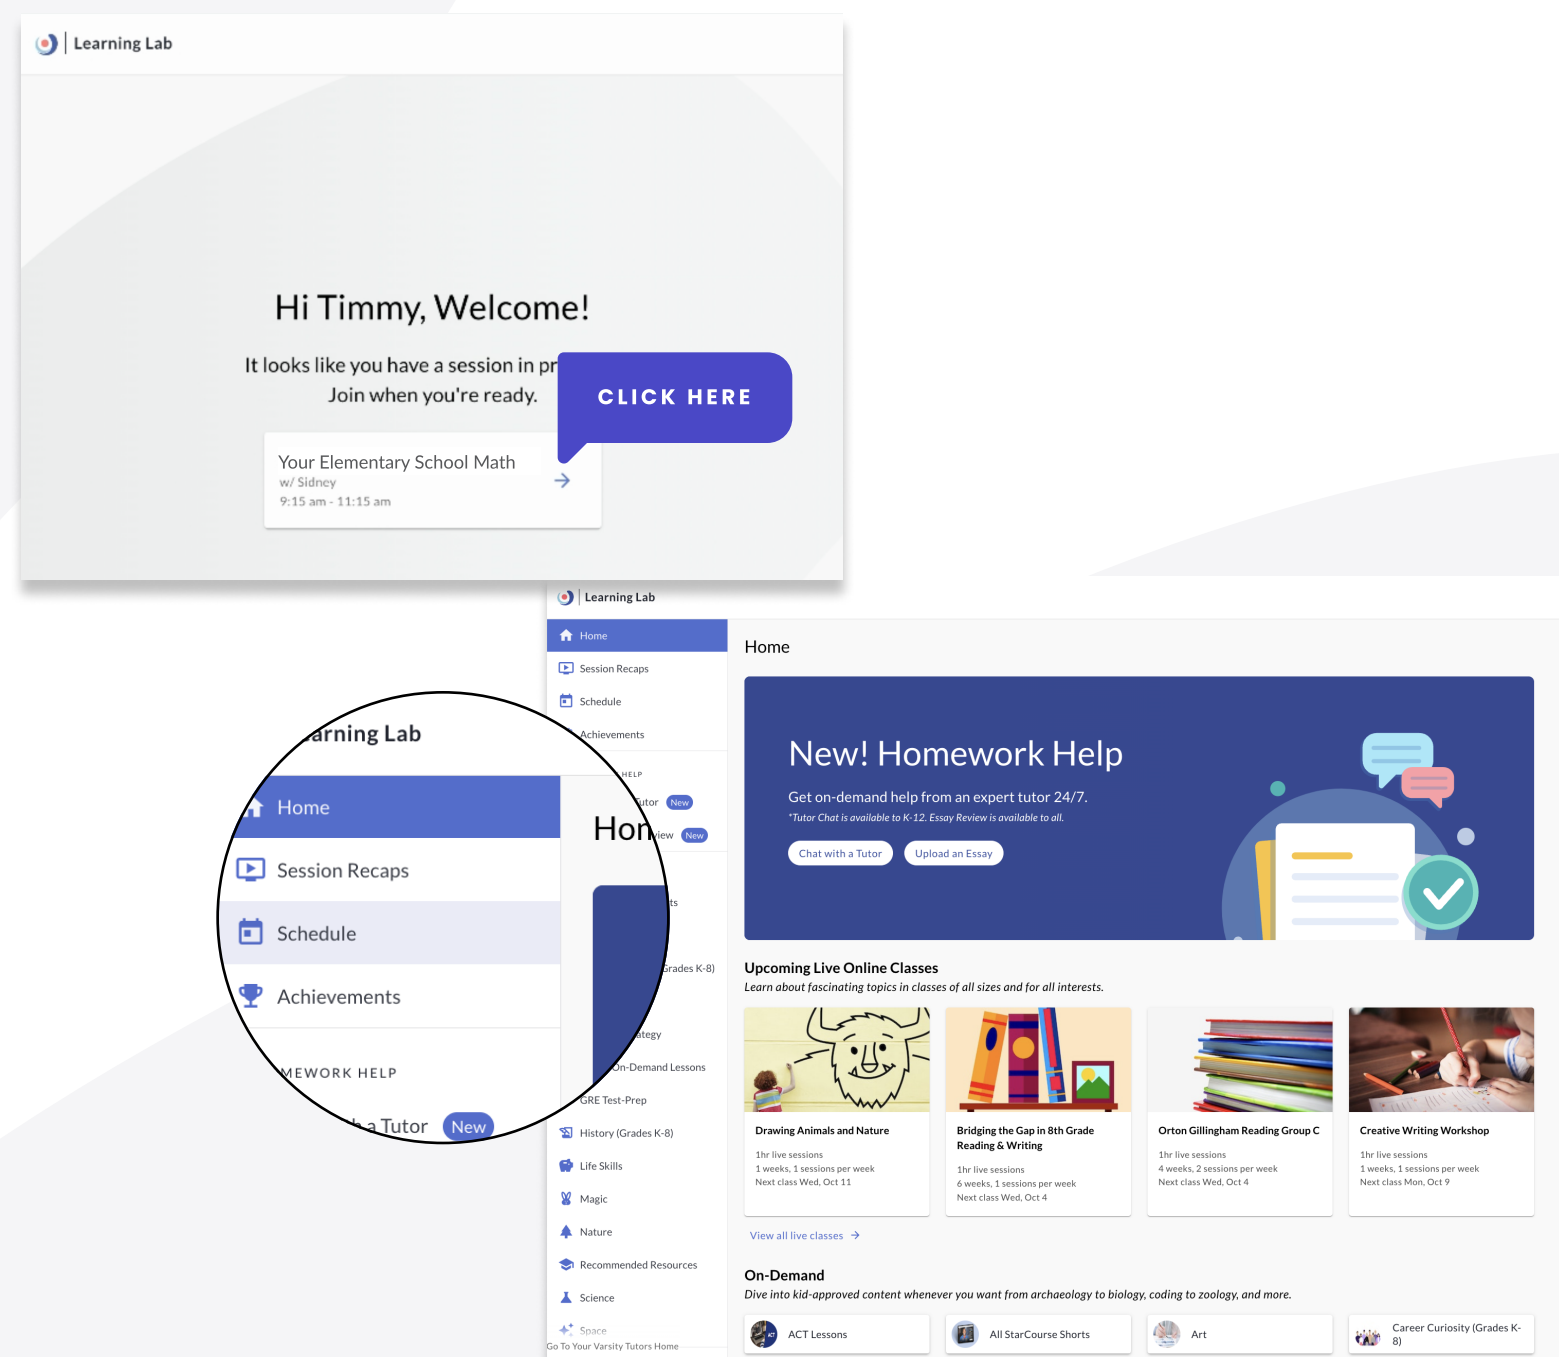 Learning Lab
Hi Timmy, Welcome!
It looks like you have a session in pr
Join when you're ready.
CLICK HERE
Your Elementary School Math
w/ Sidney
9:15 am - 11:15 am
Learning Lab
Home
Session Recaps
Schedule
Achievements
HELP
Tutor New
view New
ts
Grades K-8)
ategy
On-Demand Lessons
GRE Test-Prep
History (Grades K-8)
Life Skills
Magic
Nature
Recommended Resources
Science
Space
Go To Your Varsity Tutors Home
arning Lab
Home
Session Recaps
Schedule
Achievements
MEWORK HELP
a Tutor New
Hom
Home
New! Homework Help
Get on-demand help from an expert tutor 24/7.
*Tutor Chat is available to K-12. Essay Review is available to all.
Chat with a Tutor
Upload an Essay
Upcoming Live Online Classes
Learn about fascinating topics in classes of all sizes and for all interests.
Drawing Animals and Nature
1hr live sessions
1 weeks, 1 sessions per week
Next class Wed, Oct 11
Bridging the Gap in 8th Grade
Reading & Writing
1hr live sessions
6 weeks, 1 sessions per week
Next class Wed, Oct 4
Orton Gillingham Reading Group C
1hr live sessions
4 weeks, 2 sessions per week
Next class Wed, Oct 4
Creative Writing Workshop
1hr live sessions
1 weeks, 1 sessions per week
Next class Mon, Oct 9
View all live classes
On-Demand
Dive into kid-approved content whenever you want from archaeology to biology, coding to zoology, and more.
ACT
ACT Lessons
All StarCourse Shorts
Art
Career Curiosity (Grades K-
8)